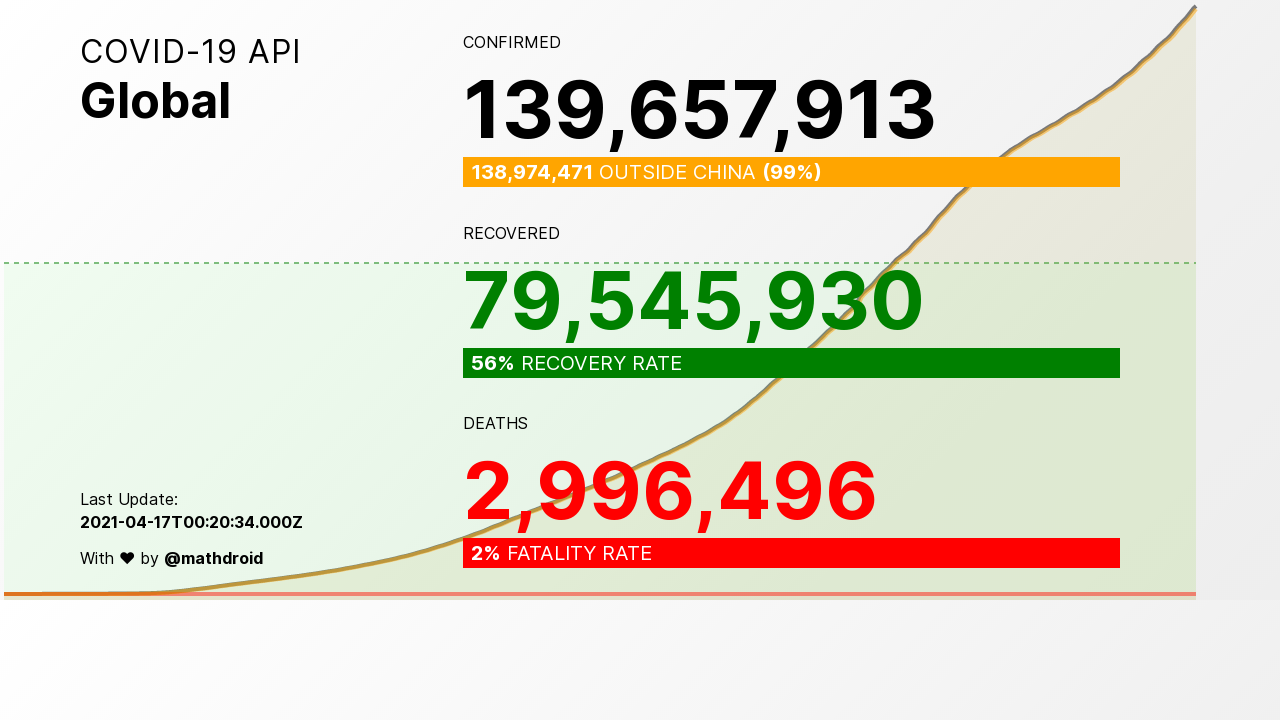 COVID-19 API
Global
CONFIRMED
139,657,913
138,974,471 OUTSIDE CHINA (99%)
RECOVERED
79,545,930
56% RECOVERY RATE
DEATHS
2,996,496
2% FATALITY RATE
Last Update:
2021-04-17T00:20:34.000Z
With ♥ by @mathdroid